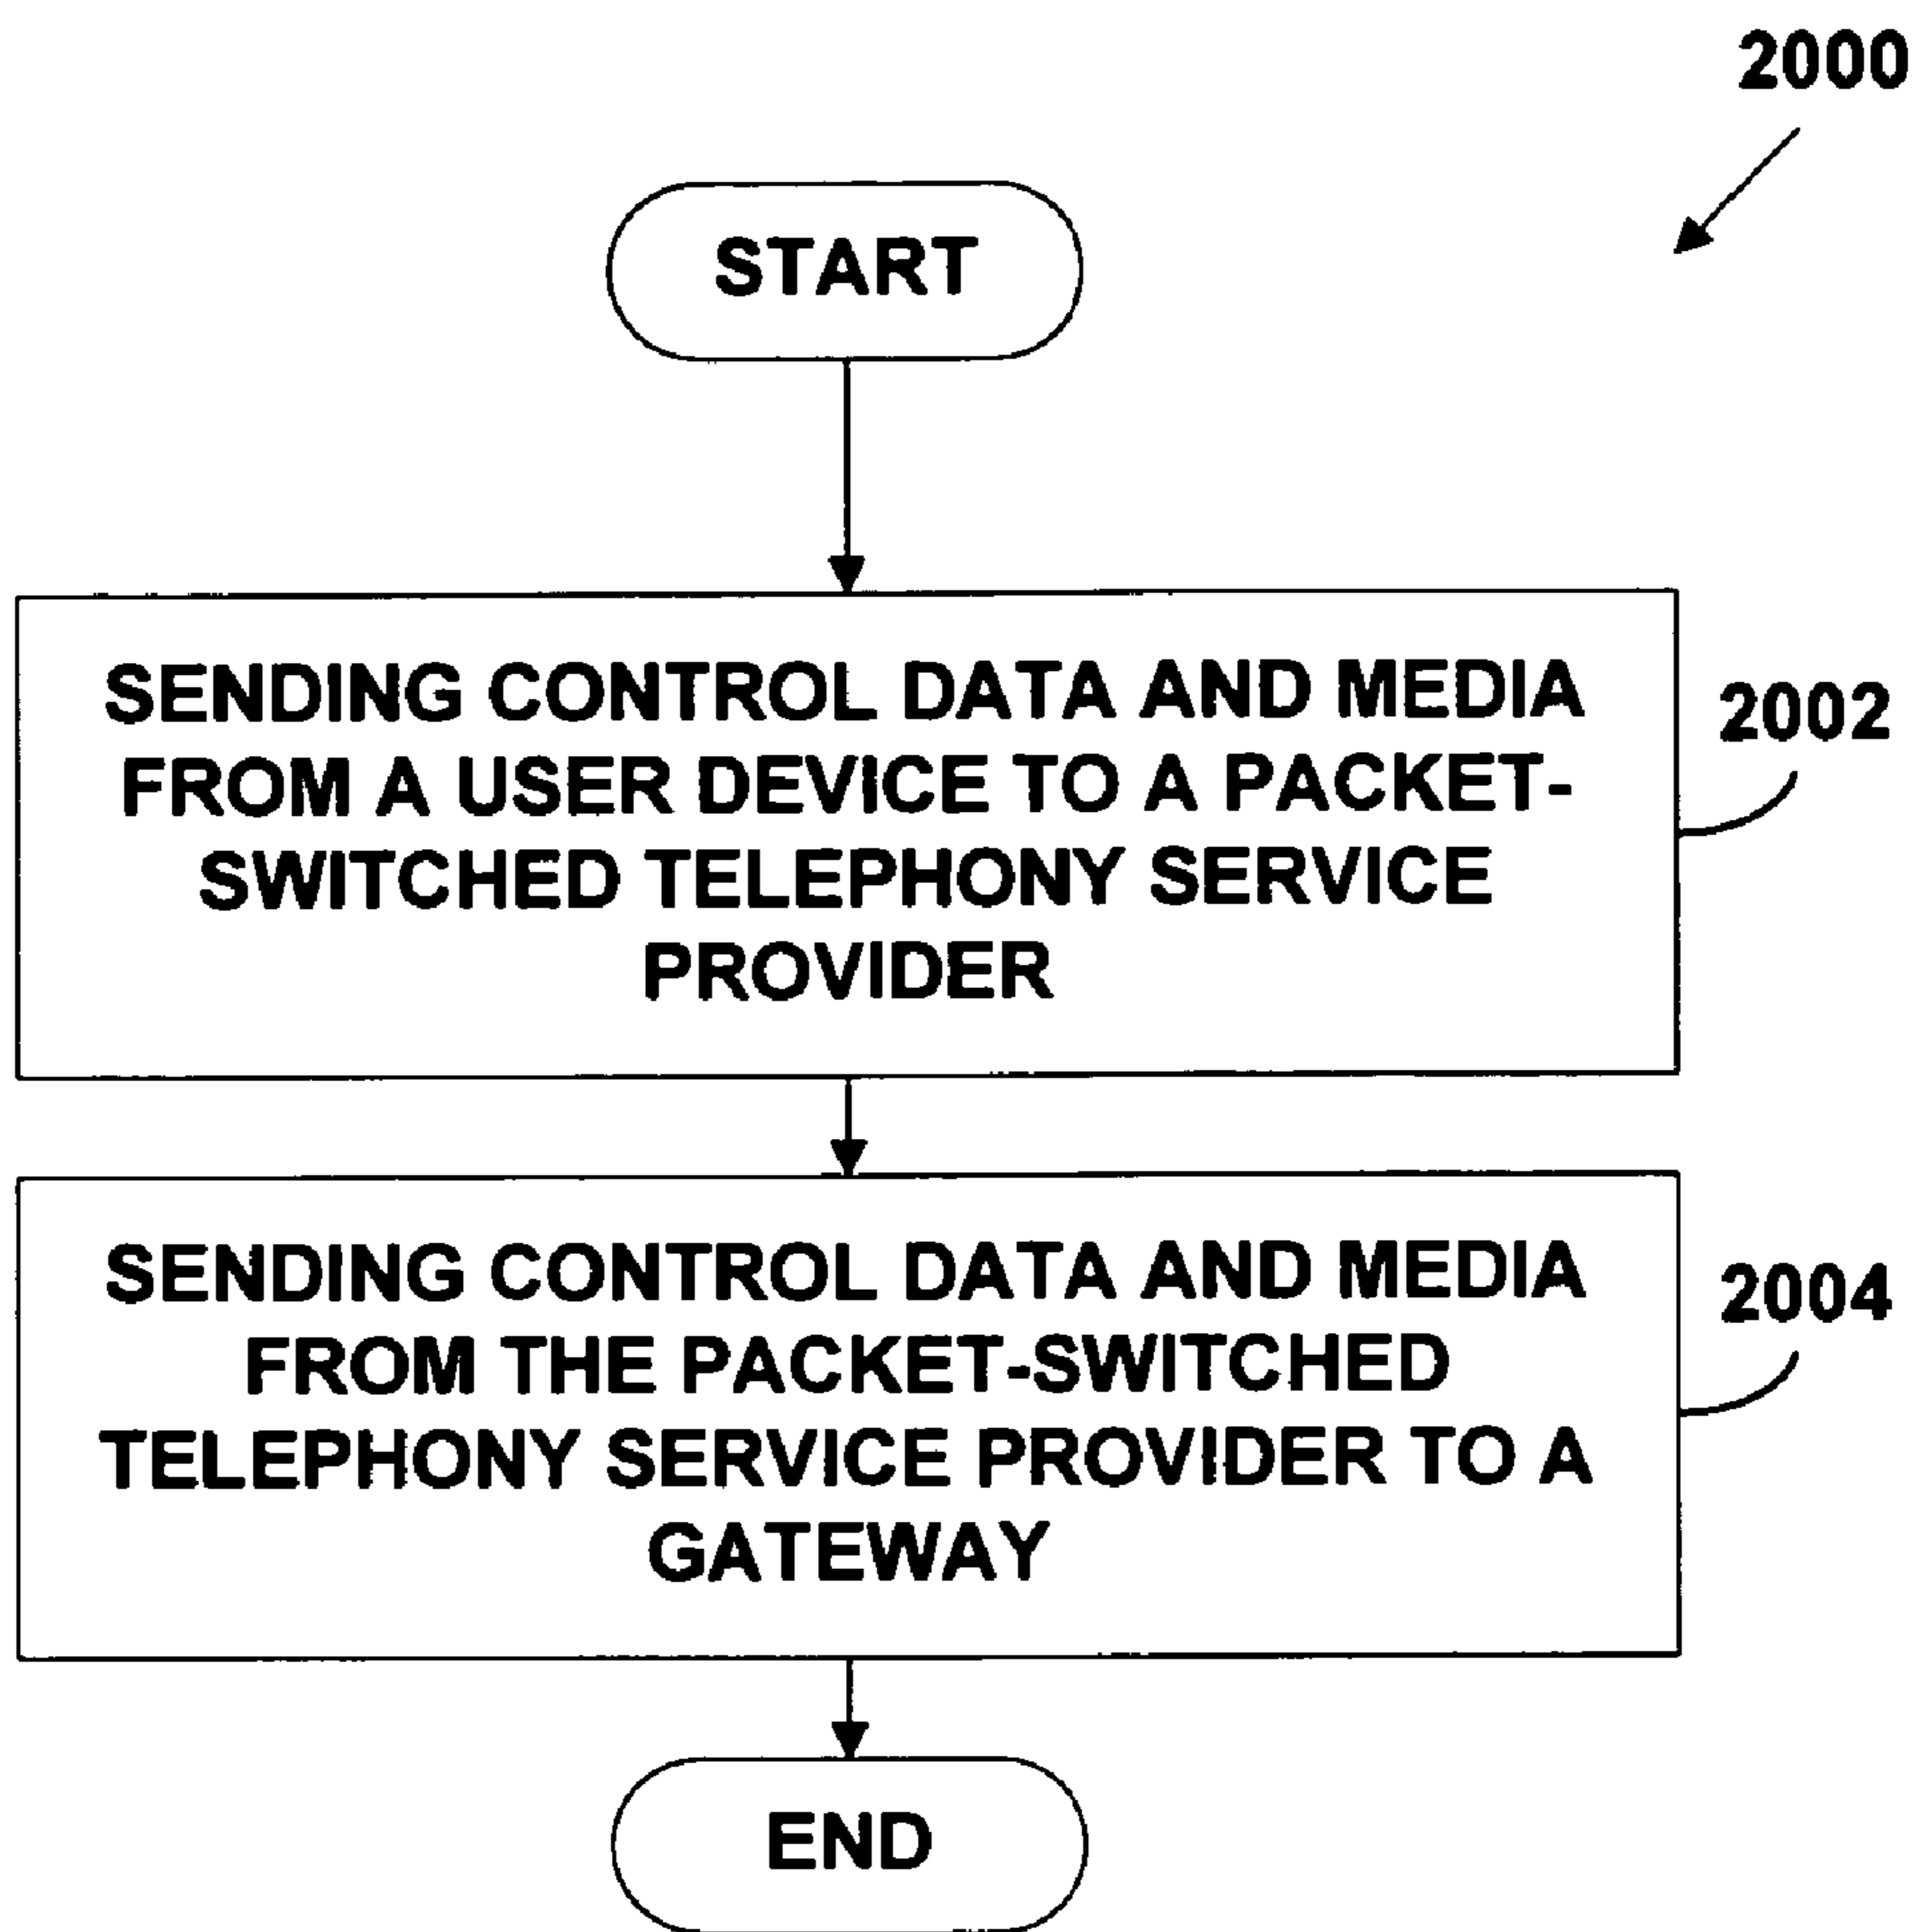 2000
START
SENDING CONTROL DATA AND MEDIA
FROM A USER DEVICE TO A PACKET-
SWITCHED TELEPHONY SERVICE
PROVIDER
2002
SENDING CONTROL DATA AND MEDIA
FROM THE PACKET-SWITCHED
TELEPHONY SERVICE PROVIDER TO A
GATEWAY
2004
END